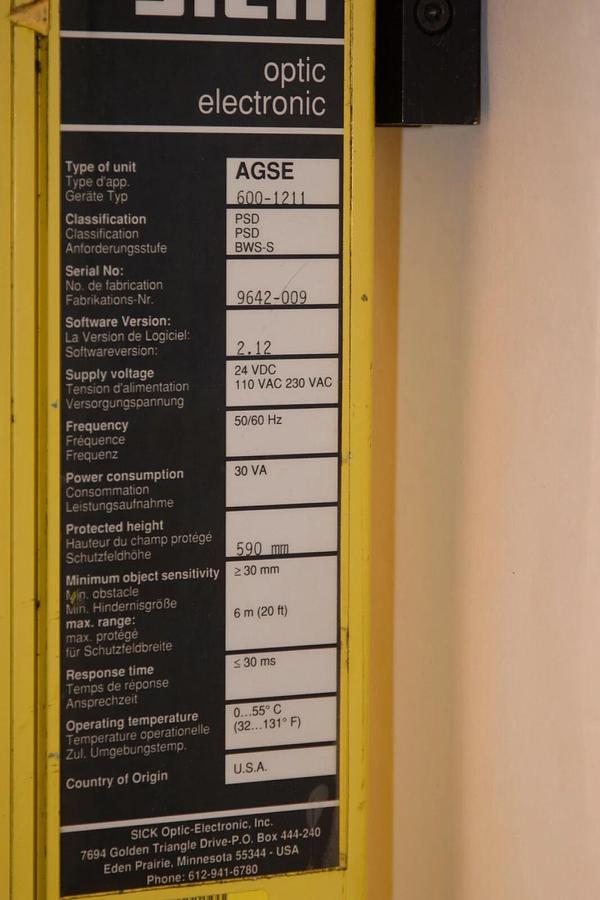 SICK
optic
electronic
Type of unit
Type d'app.
Geräte Typ
AGSE
600-1211
Classification
Classification
Anforderungsstufe
PSD
PSD
BWS-S
Serial No:
No. de fabrication
Fabrikations-Nr.
9642-009
Software Version:
La Version de Logiciel:
Softwareversion:
2.12
Supply voltage
Tension d'alimentation
Versorgungspannung
24 VDC
110 VAC 230 VAC
Frequency
Fréquence
Frequenz
50/60 Hz
Power consumption
Consommation
Leistungsaufnahme
30 VA
Protected height
Hauteur du champ protégé
Schutzfeldhöhe
590 mm
Minimum object sensitivity
Min. obstacle
Min. Hindernisgröße
≥ 30 mm
max. range:
max. protégé
für Schutzfeldbreite
6 m (20 ft)
Response time
Temps de réponse
Ansprechzeit
≤ 30 ms
Operating temperature
Temperature operationelle
Zul. Umgebungstemp.
0...55° C
(32...131° F)
Country of Origin
U.S.A.
SICK Optic-Electronic, Inc.
7694 Golden Triangle Drive-P.O. Box 444-240
Eden Prairie, Minnesota 55344 - USA
Phone: 612-941-6780